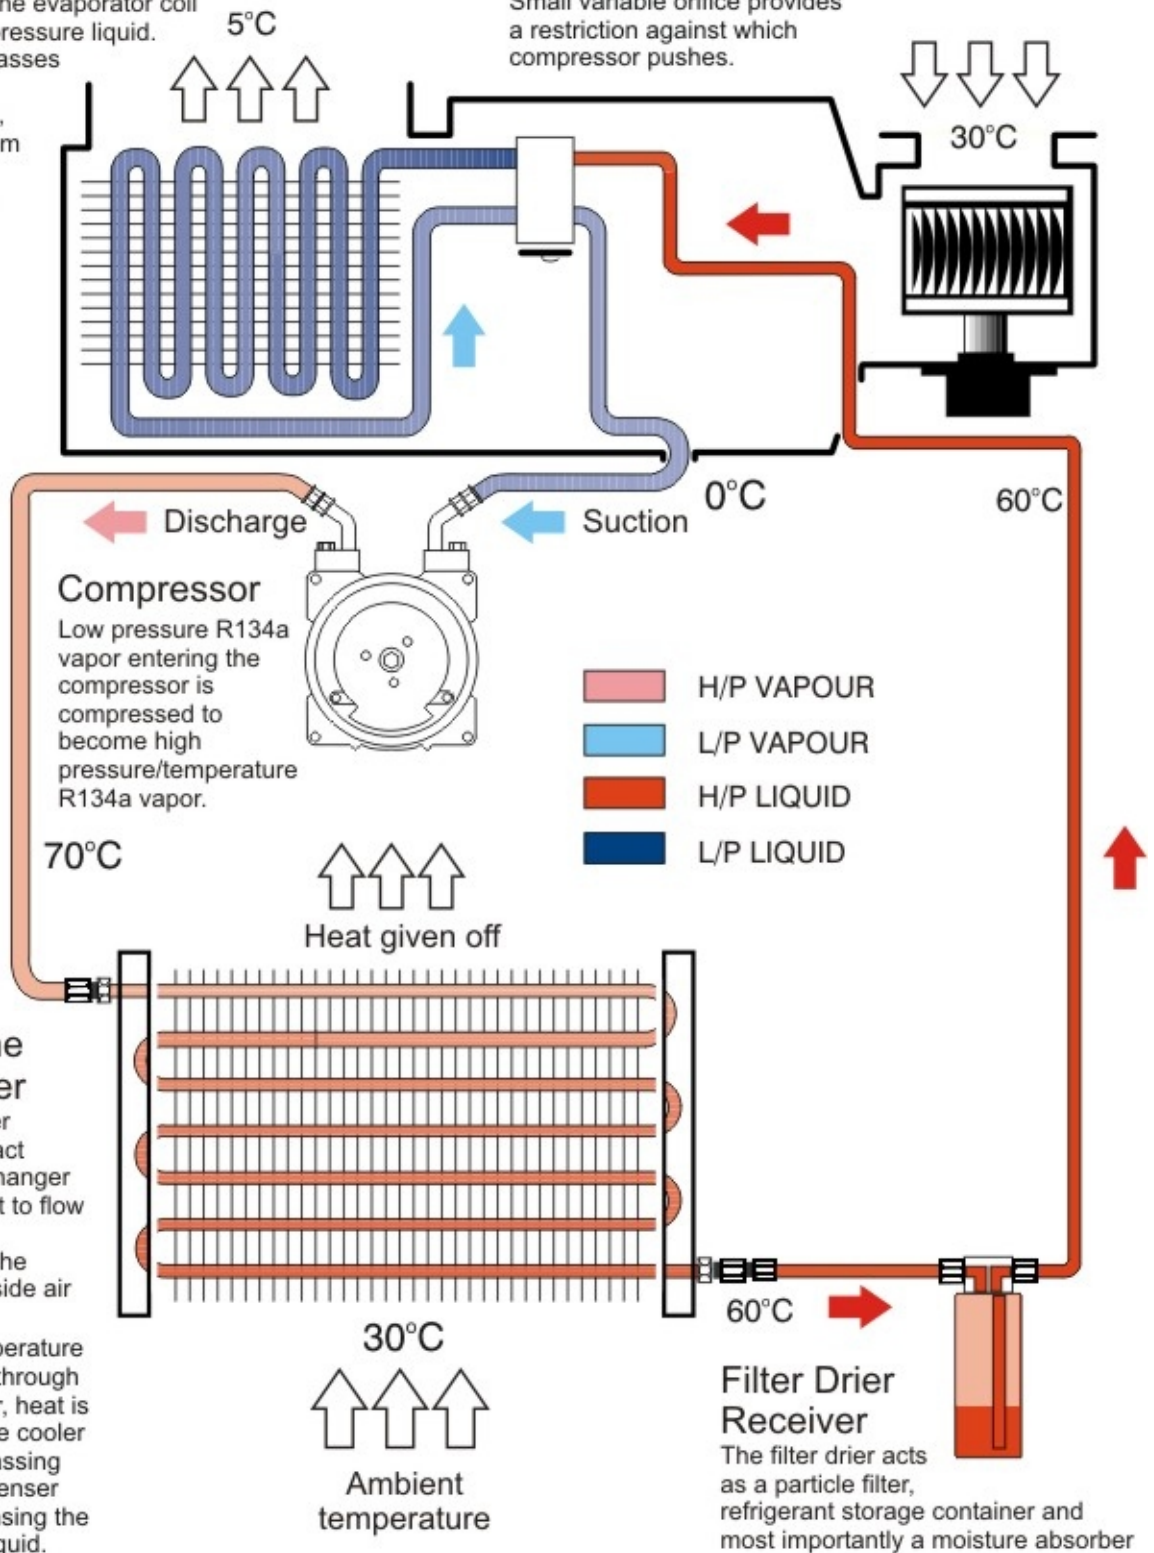 the evaporator coil
pressure liquid.
asses
,
m
5°C
Small variable orifice provides
a restriction against which
compressor pushes.
30°C
0°C
60°C
Discharge
Suction
Compressor
Low pressure R134a
vapor entering the
compressor is
compressed to
become high
pressure/temperature
R134a vapor.
H/P VAPOUR
L/P VAPOUR
H/P LIQUID
L/P LIQUID
70°C
Heat given off
ne
er
er
act
hanger
t to flow
he
side air
perature
through
r, heat is
e cooler
assing
enser
sing the
quid.
30°C
Ambient
temperature
60°C
Filter Drier
Receiver
The filter drier acts
as a particle filter,
refrigerant storage container and
most importantly a moisture absorber